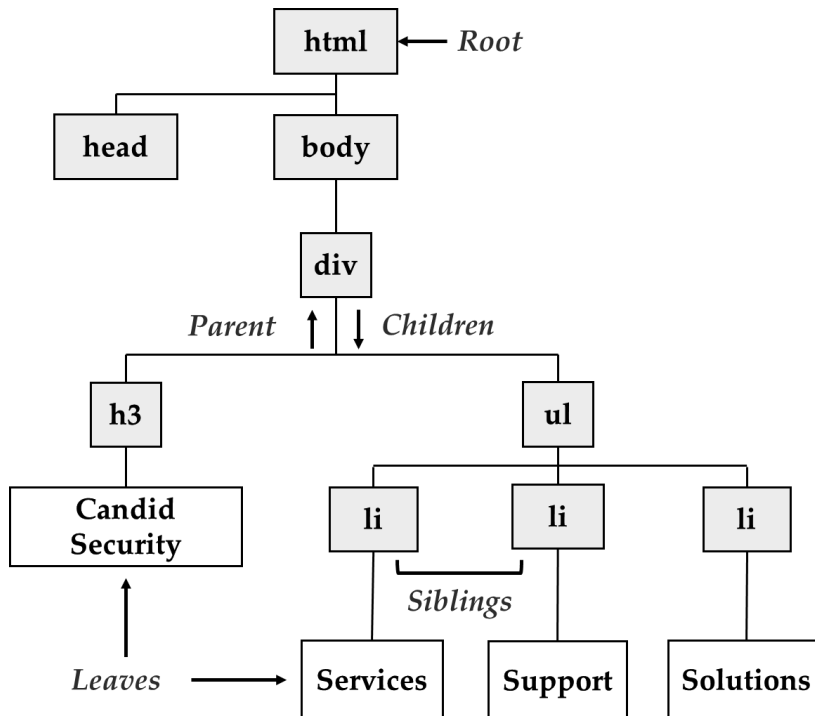 html
Root
head
body
div
Parent
Children
h3
ul
Candid
Security
li
li
li
Siblings
Leaves
Services
Support
Solutions